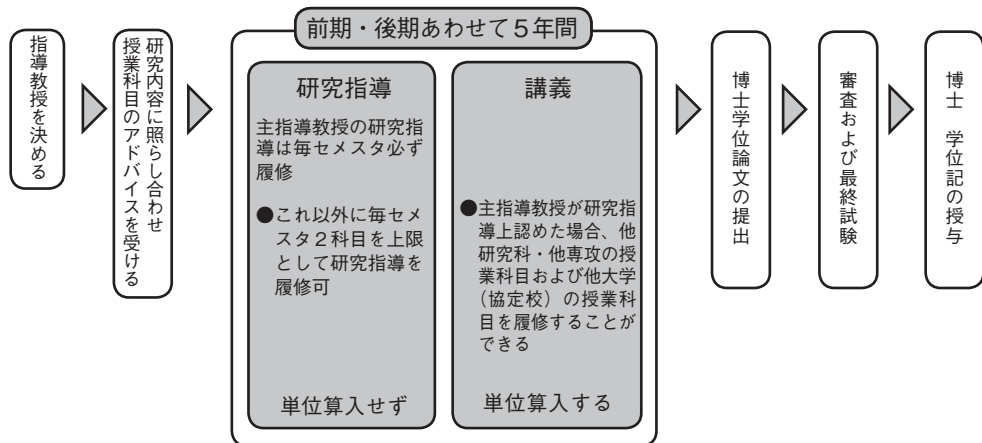 指導教授を決める
研究内容に照らし合わせ
授業科目のアドバイスを受ける
前期・後期あわせて5年間
研究指導
主指導教授の研究指
導は毎セメスタ必ず
履修
●これ以外に毎セメ
スタ2科目を上限
として研究指導を
履修可
単位算入せず
講義
●主指導教授が研究指
導上認めた場合、他
研究科・他専攻の授
業科目および他大学
(協定校)の授業科
目を履修することが
できる
単位算入する
博士学位論文の提出
審査および最終試験
博士 学位記の授与